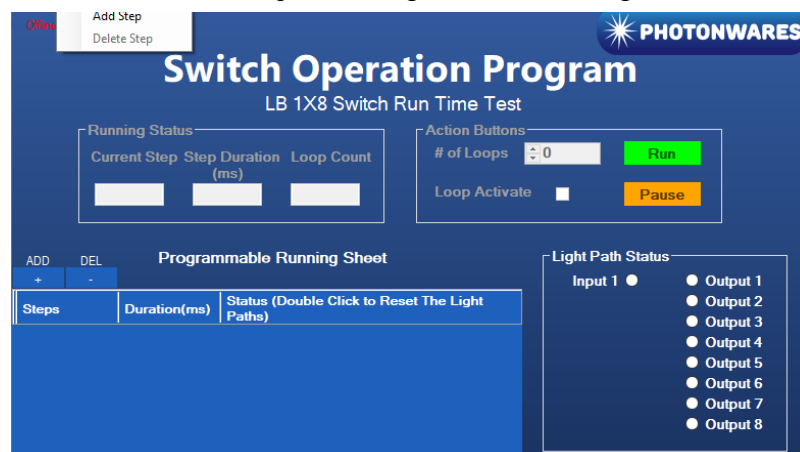 Add Step
Delete Step
PHOTONWARES
Switch Operation Program
LB 1X8 Switch Run Time Test
Running Status
Current Step Step Duration (ms) Loop Count
Action Buttons
# of Loops 0 Run
Loop Activate Pause
ADD DEL
+ -
Programmable Running Sheet
Steps Duration(ms) Status (Double Click to Reset The Light Paths)
Light Path Status
Input 1
Output 1
Output 2
Output 3
Output 4
Output 5
Output 6
Output 7
Output 8